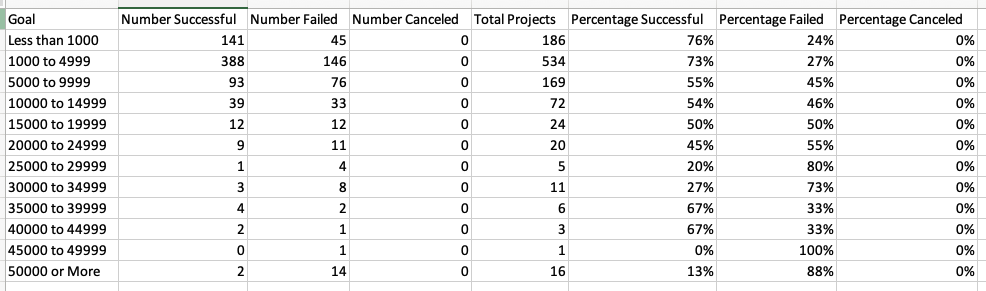 Goal Number Successful Number Failed Number Canceled Total Projects Percentage Successful Percentage Failed Percentage Canceled
Less than 1000 141 45 0 186 76% 24% 0%
1000 to 4999 388 146 0 534 73% 27% 0%
5000 to 9999 93 76 0 169 55% 45% 0%
10000 to 14999 39 33 0 72 54% 46% 0%
15000 to 19999 12 12 0 24 50% 50% 0%
20000 to 24999 9 11 0 20 45% 55% 0%
25000 to 29999 1 4 0 5 20% 80% 0%
30000 to 34999 3 8 0 11 27% 73% 0%
35000 to 39999 4 2 0 6 67% 33% 0%
40000 to 44999 2 1 0 3 67% 33% 0%
45000 to 49999 0 1 0 1 0% 100% 0%
50000 or More 2 14 0 16 13% 88% 0%